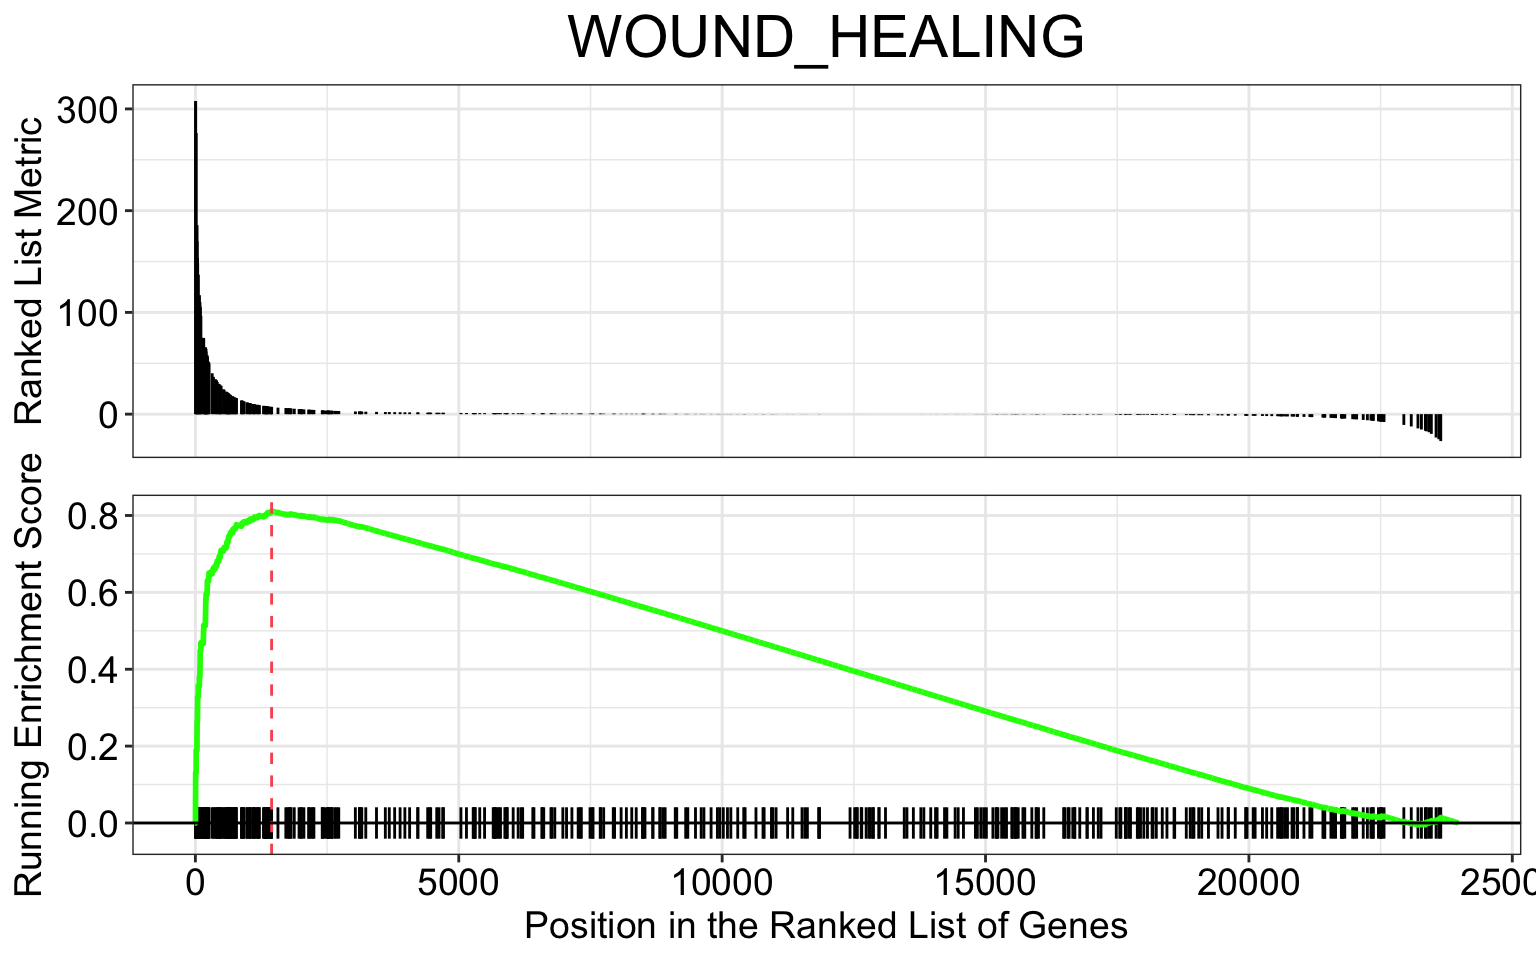 WOUND_HEALING
Ranked List Metric
300
200
100
0
Running Enrichment Score
0.8
0.6
0.4
0.2
0.0
0 5000 10000 15000 20000 2500
Position in the Ranked List of Genes